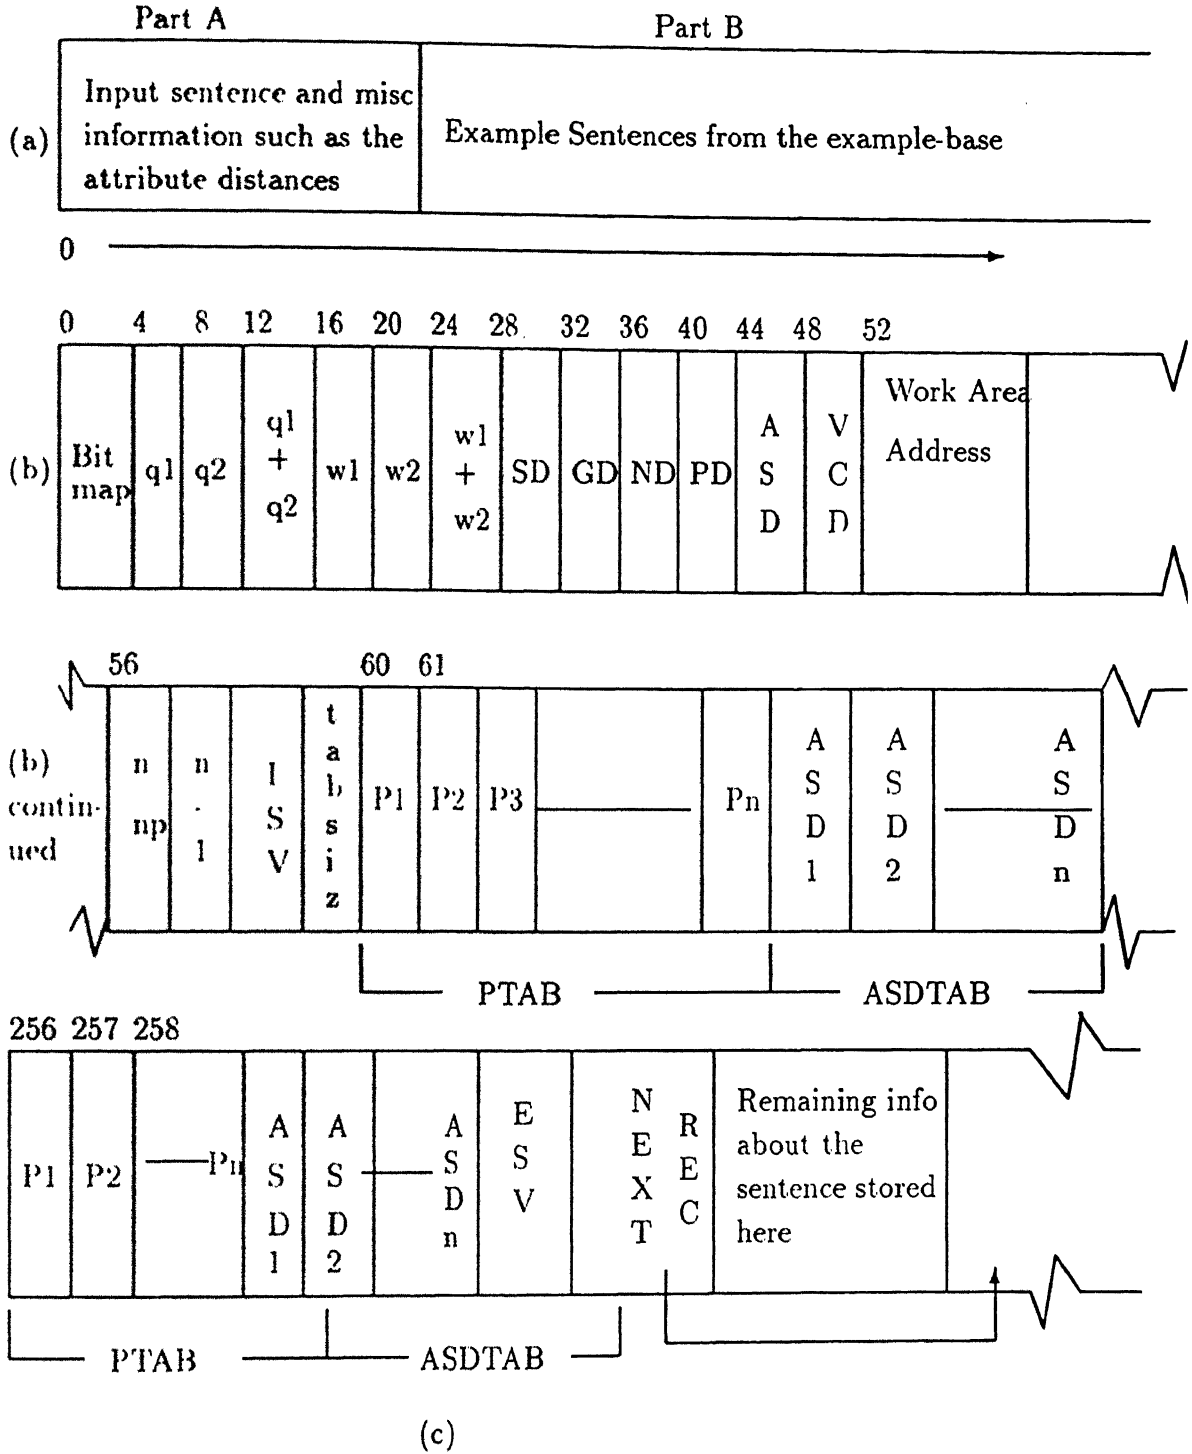 Part A
Part B
(a)
Input sentence and misc
information such as the
attribute distances
Example Sentences from the example-base
0
0 4 8 12 16 20 24 28 32 36 40 44 48 52
(b)
Bit
map
q1
q2
q1
+
q2
w1
w2
w1
+
w2
SD
GD
ND
PD
A
S
D
V
C
D
Work Area
Address
56 60 61
(b)
contin-
ued
n
np
n
-
1
I
S
V
t
a
b
s
i
z
P1
P2
P3
Pn
A
S
D
1
A
S
D
2
A
S
D
n
PTAB
ASDTAB
256 257 258
P1
P2
Pn
A
S
D
1
A
S
D
2
A
S
D
n
E
S
V
N
E
X
T
R
E
C
Remaining info
about the
sentence stored
here
PTAB
ASDTAB
(c)